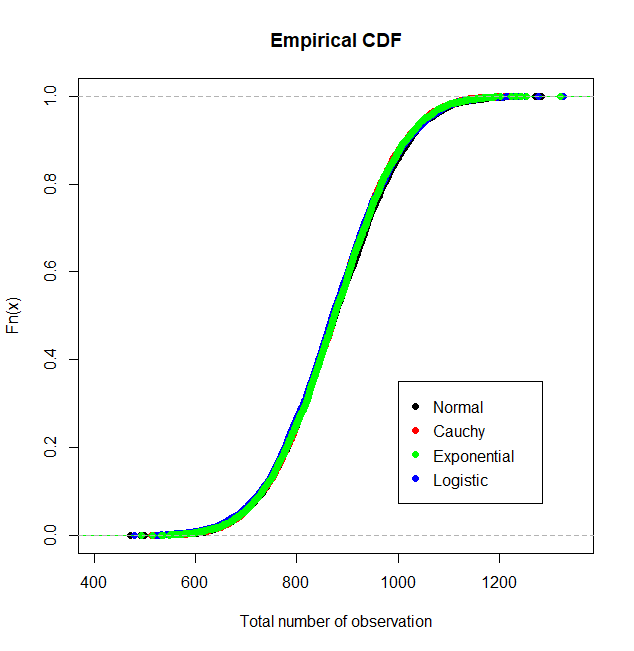 Empirical CDF
1.0
0.8
0.6
0.4
0.2
0.0
Fn(x)
Normal
Cauchy
Exponential
Logistic
400 600 800 1000 1200
Total number of observation